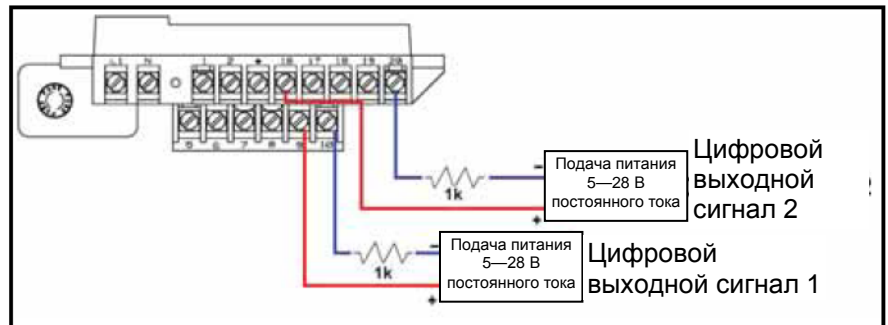 L1 N 1 2 + 16 17 18 19 20
5 6 7 8 9 10
1k
-
+
Подача питания
5—28 В
постоянного тока
Цифровой
выходной
сигнал 2
1k
-
+
Подача питания
5—28 В
постоянного тока
Цифровой
выходной сигнал 1